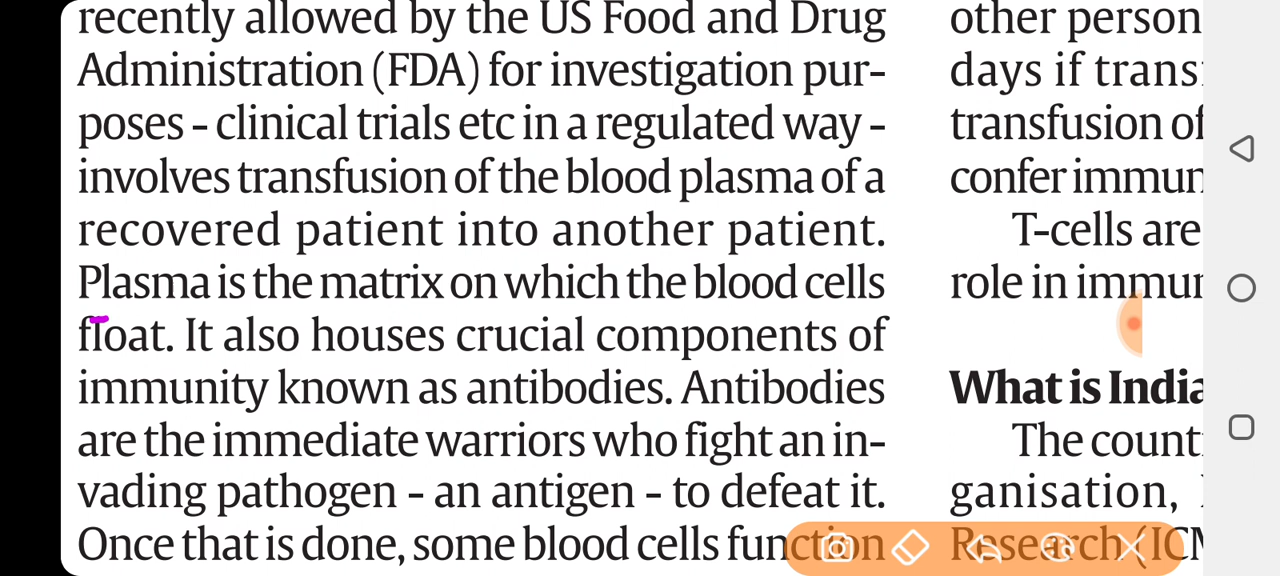 recently allowed by the US Food and Drug
Administration (FDA) for investigation pur-
poses - clinical trials etc in a regulated way -
involves transfusion of the blood plasma of a
recovered patient into another patient.
Plasma is the matrix on which the blood cells
float. It also houses crucial components of
immunity known as antibodies. Antibodies
are the immediate warriors who fight an in-
vading pathogen - an antigen - to defeat it.
Once that is done, some blood cells function
other person
days if trans
transfusion of
confer immun
T-cells are
role in immu
What is India
The count
ganisation,
Research (ICM